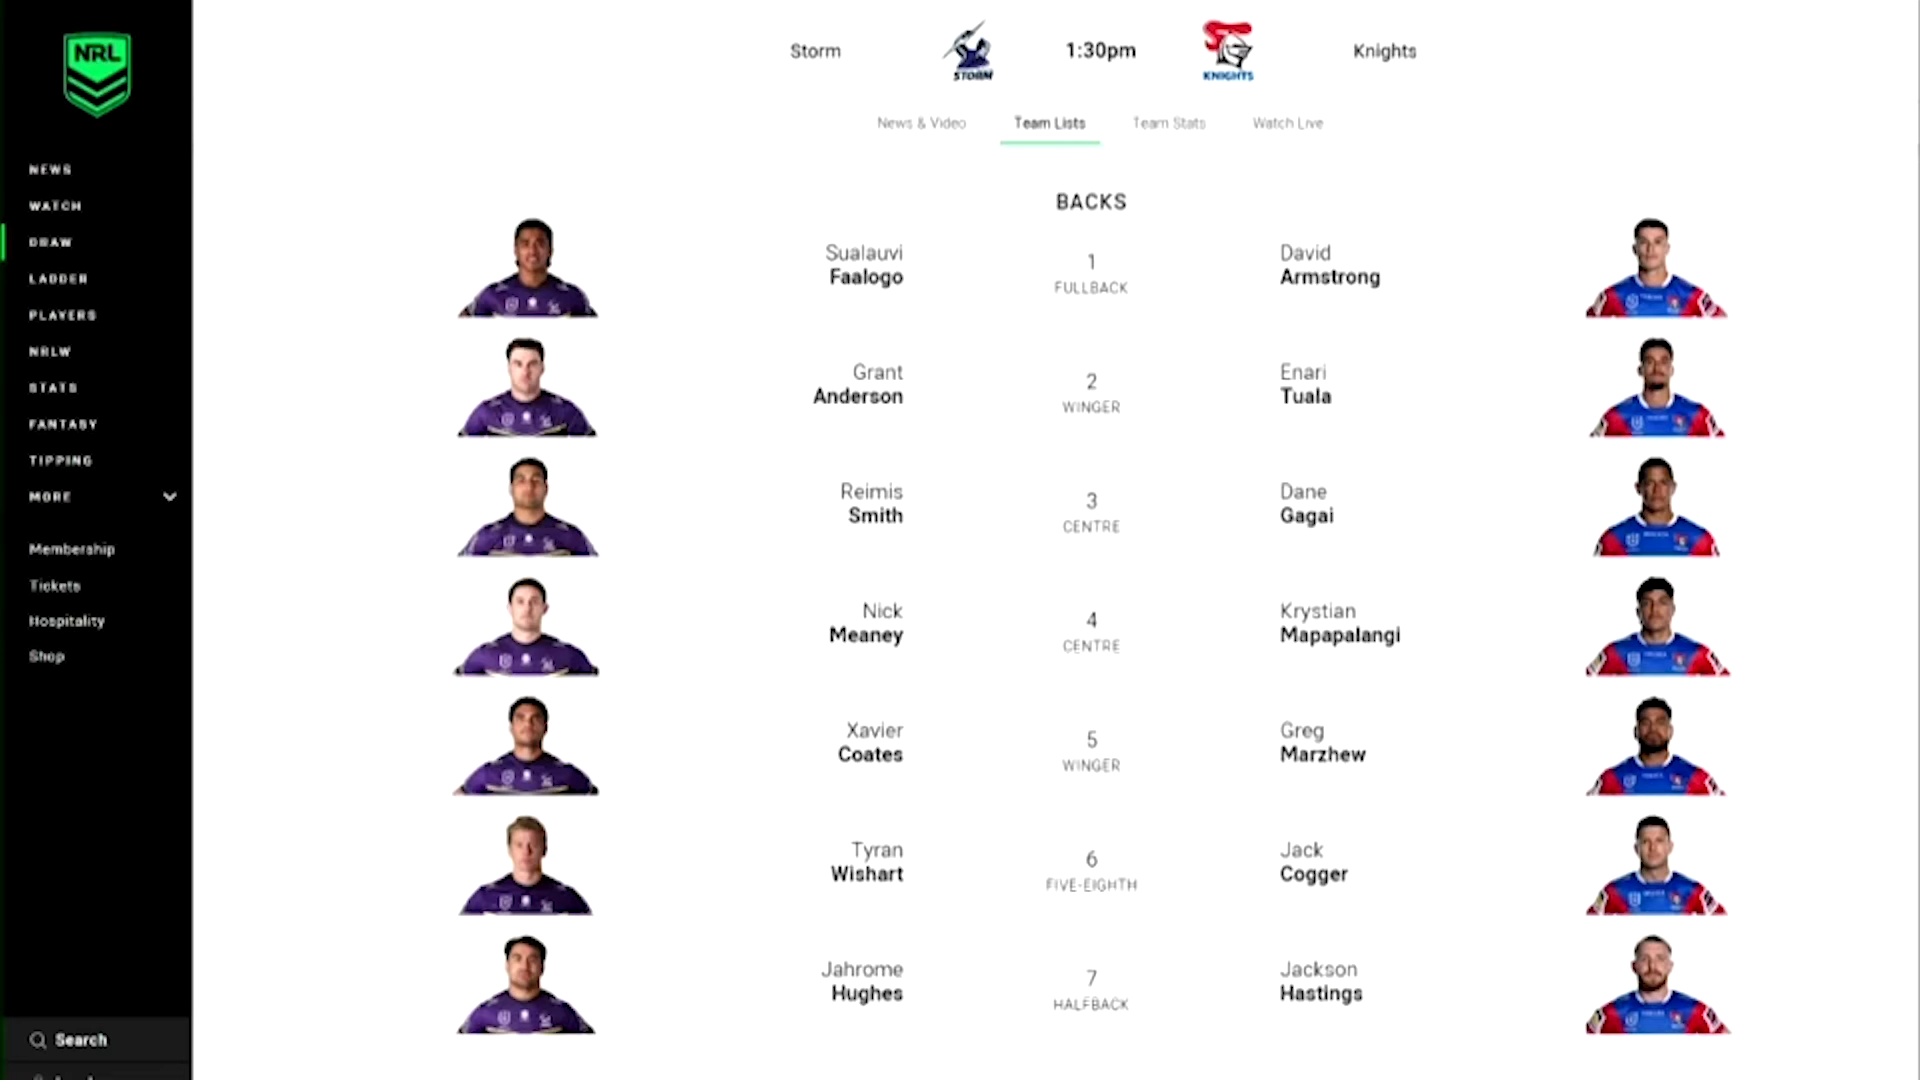 NRL
NEWS
WATCH
DRAW
LADDER
PLAYERS
NRLW
STATS
FANTASY
TIPPING
MORE
Membership
Tickets
Hospitality
Shop
Search
Storm
STORM
1:30pm
KNIGHTS
Knights
News & Video
Team Lists
Team Stats
Watch Live
BACKS
Sualauvi
Faalogo
1
FULLBACK
David
Armstrong
Grant
Anderson
2
WINGER
Enari
Tuala
Reimis
Smith
3
CENTRE
Dane
Gagai
Nick
Meaney
4
CENTRE
Krystian
Mapapalangi
Xavier
Coates
5
WINGER
Greg
Marzhew
Tyran
Wishart
6
FIVE-EIGHTH
Jack
Cogger
Jahrome
Hughes
7
HALFBACK
Jackson
Hastings